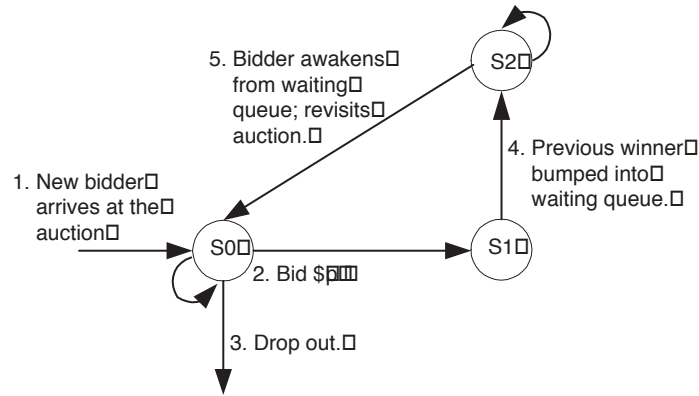 5. Bidder awakens□
from waiting□
queue; revisits□
auction.□
S2□
4. Previous winner□
bumped into□
waiting queue.□
1. New bidder□
arrives at the□
auction□
S0□
S1□
2. Bid
3. Drop out.□